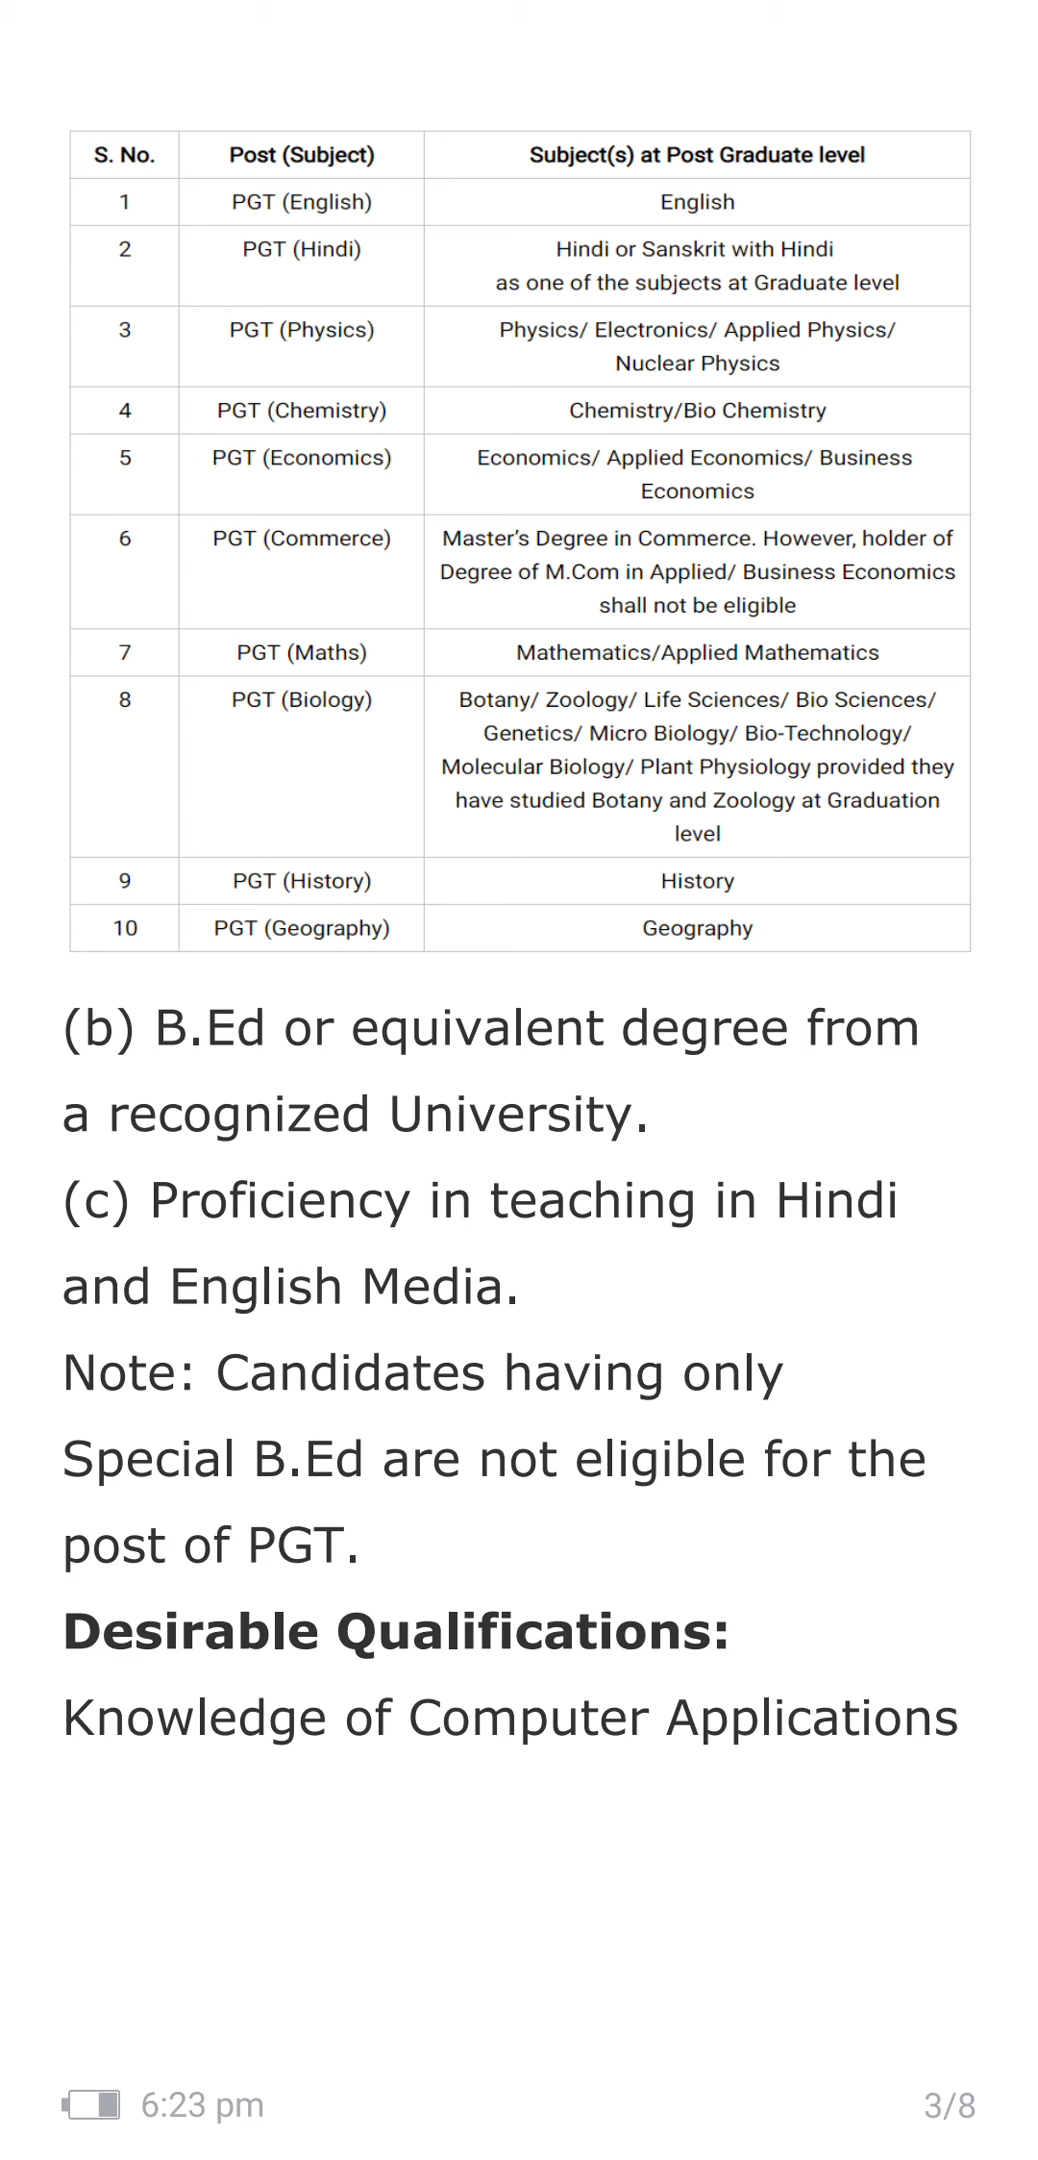 S. No. Post (Subject) Subject(s) at Post Graduate level
1 PGT (English) English
2 PGT (Hindi) Hindi or Sanskrit with Hindi
as one of the subjects at Graduate level
3 PGT (Physics) Physics/ Electronics/ Applied Physics/
Nuclear Physics
4 PGT (Chemistry) Chemistry/Bio Chemistry
5 PGT (Economics) Economics/ Applied Economics/ Business
Economics
6 PGT (Commerce) Master’s Degree in Commerce. However, holder of
Degree of M.Com in Applied/ Business Economics
shall not be eligible
7 PGT (Maths) Mathematics/Applied Mathematics
8 PGT (Biology) Botany/ Zoology/ Life Sciences/ Bio Sciences/
Genetics/ Micro Biology/ Bio-Technology/
Molecular Biology/ Plant Physiology provided they
have studied Botany and Zoology at Graduation
level
9 PGT (History) History
10 PGT (Geography) Geography
(b) B.Ed or equivalent degree from
a recognized University.
(c) Proficiency in teaching in Hindi
and English Media.
Note: Candidates having only
Special B.Ed are not eligible for the
post of PGT.
Desirable Qualifications:
Knowledge of Computer Applications
6:23 pm 3/8